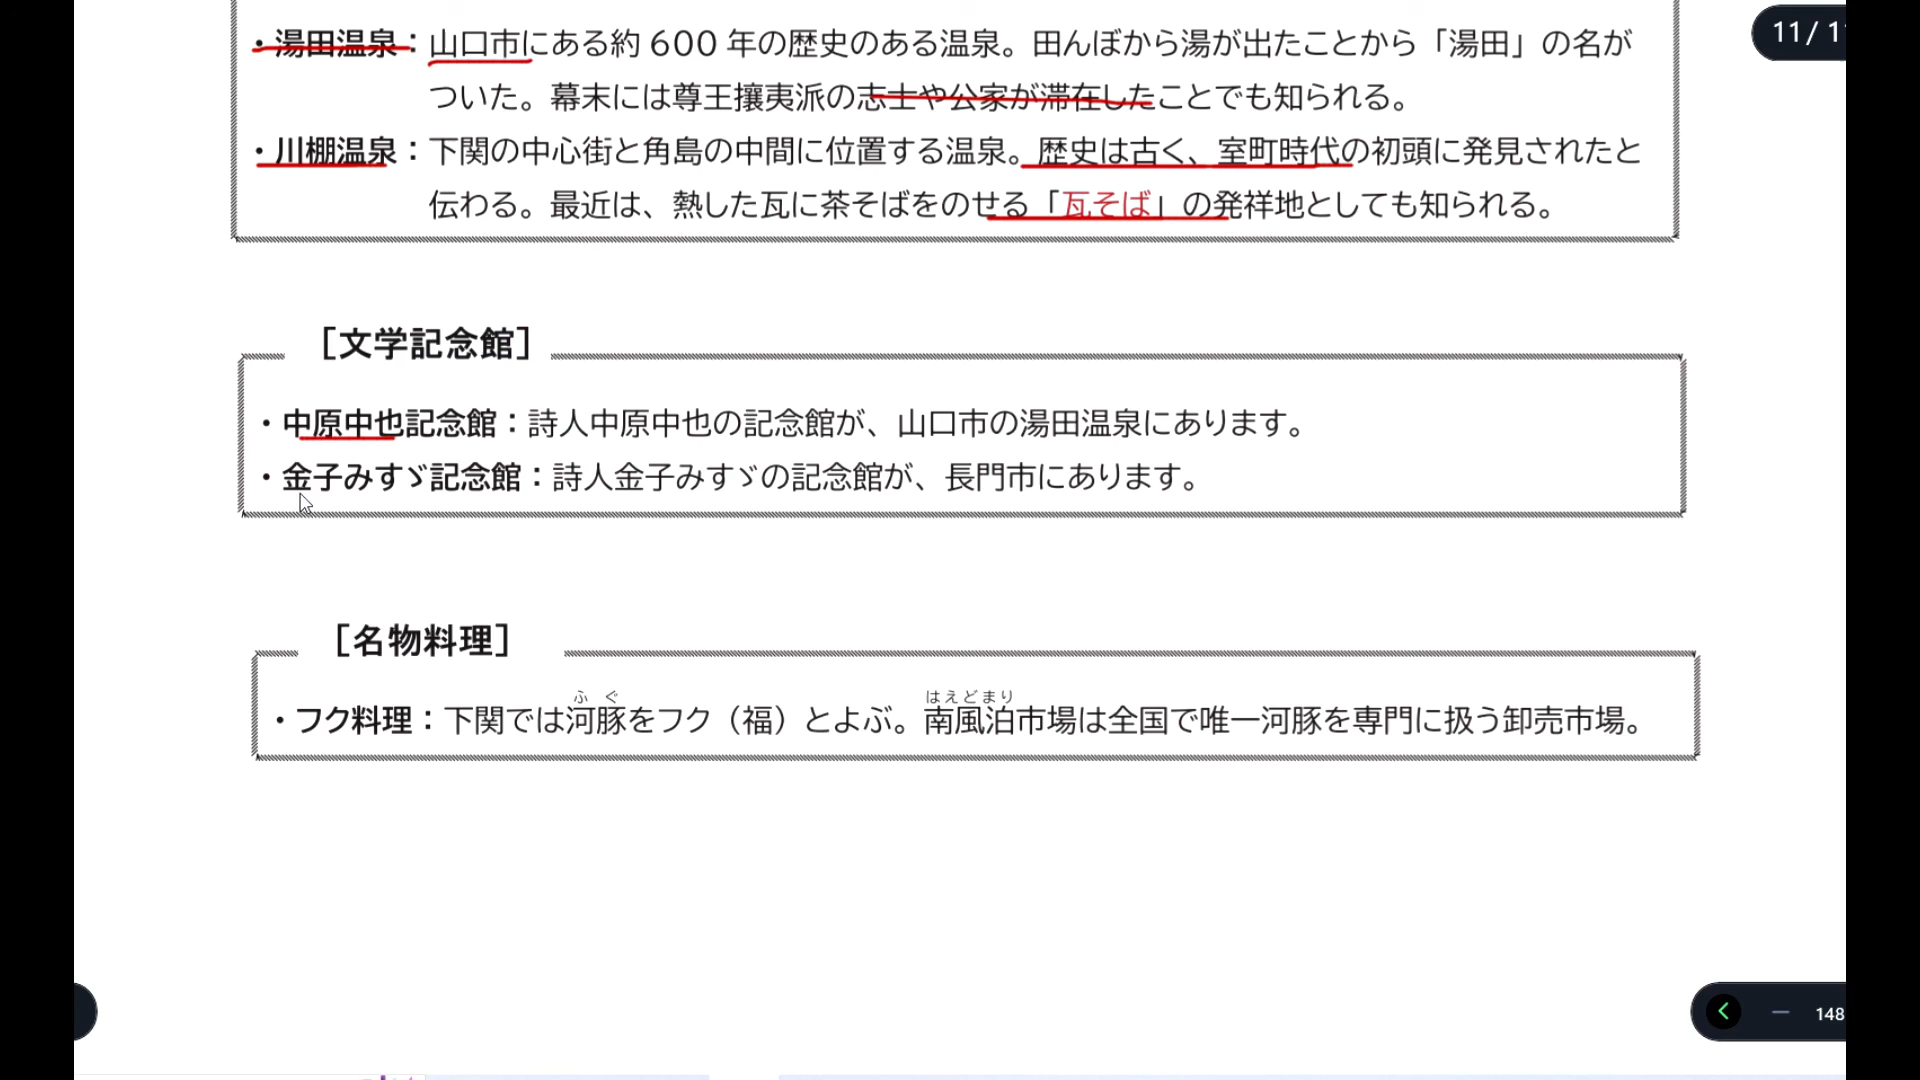 11/ 1
・湯田温泉：山口市にある約 600 年の歴史のある温泉。田んぼから湯が出たことから「湯田」の名が
ついた。幕末には尊王攘夷派の志士や公家が滞在したことでも知られる。
・川棚温泉：下関の中心街と角島の中間に位置する温泉。歴史は古く、室町時代の初頭に発見されたと
伝わる。最近は、熱した瓦に茶そばをのせる「瓦そば」の発祥地としても知られる。
［文学記念館］
・中原中也記念館：詩人中原中也の記念館が、山口市の湯田温泉にあります。
・金子みすゞ記念館：詩人金子みすゞの記念館が、長門市にあります。
［名物料理］
ふ ぐ はえどまり
・フク料理：下関では河豚をフク（福）とよぶ。南風泊市場は全国で唯一河豚を専門に扱う卸売市場。
148